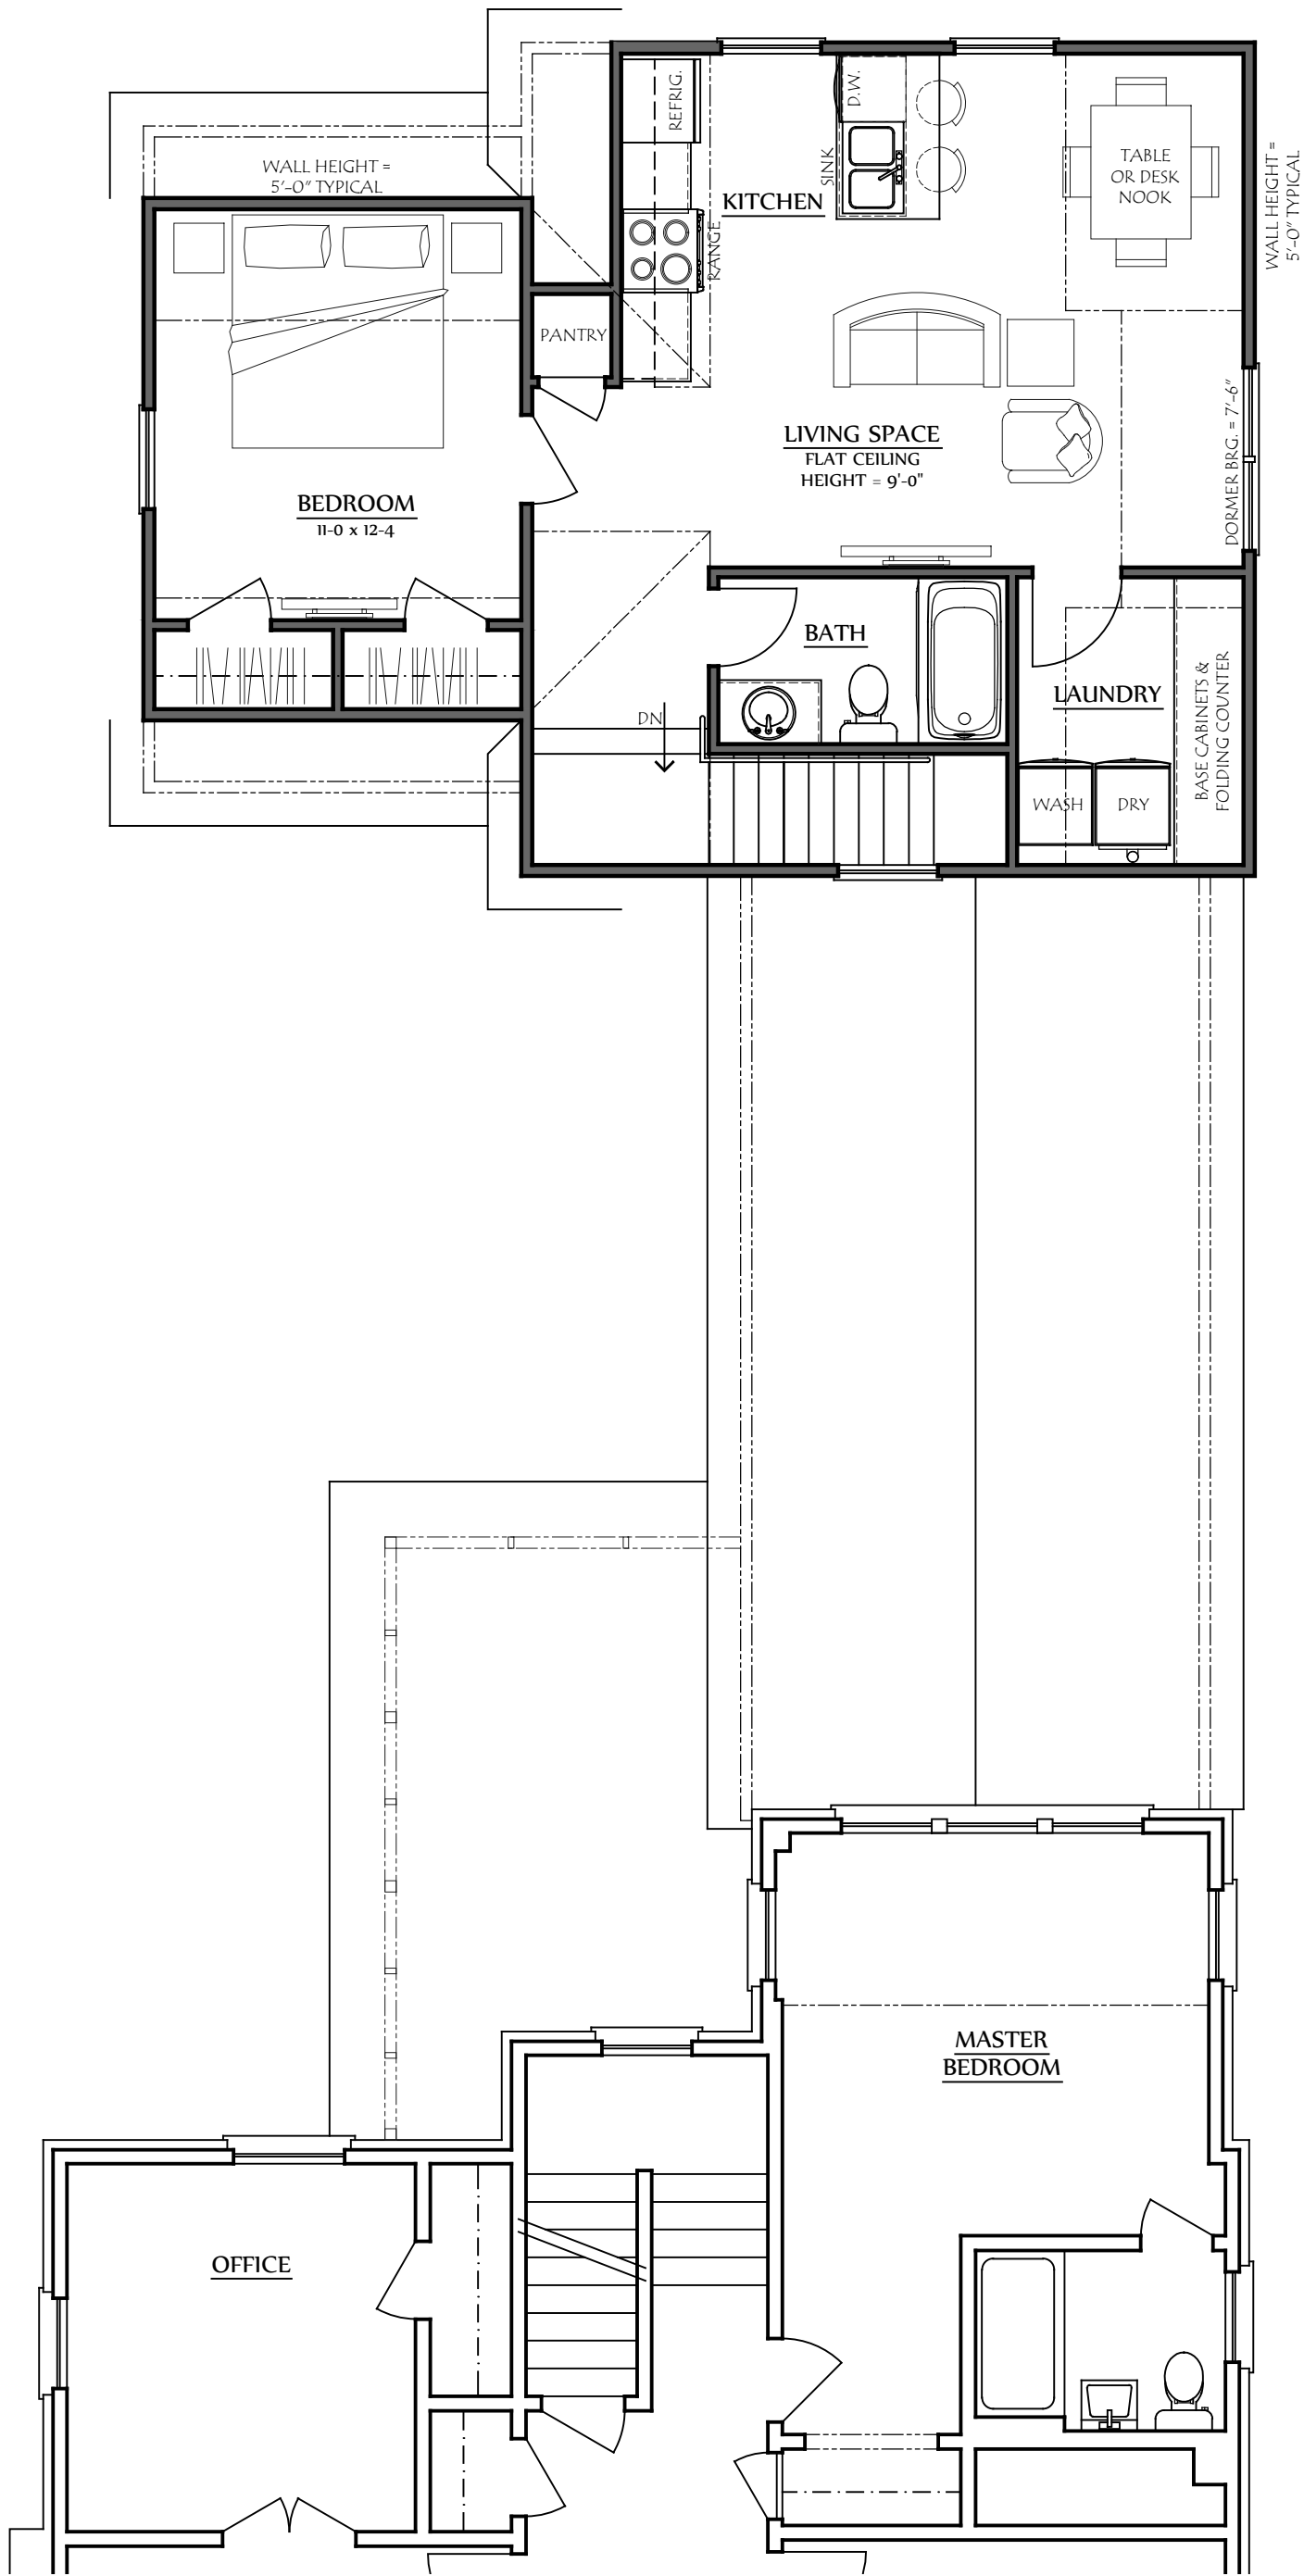 REFRIG.
D.W.
SINK
KITCHEN
RANGE
TABLE
OR DESK
NOOK
WALL HEIGHT =
5'-0" TYPICAL
WALL HEIGHT =
5'-0" TYPICAL
PANTRY
LIVING SPACE
FLAT CEILING
HEIGHT = 9'-0"
DORMER BRG. = 7'-6"
BEDROOM
11-0 x 12-4
BATH
LAUNDRY
BASE CABINETS &
FOLDING COUNTER
DN
WASH
DRY
MASTER
BEDROOM
OFFICE